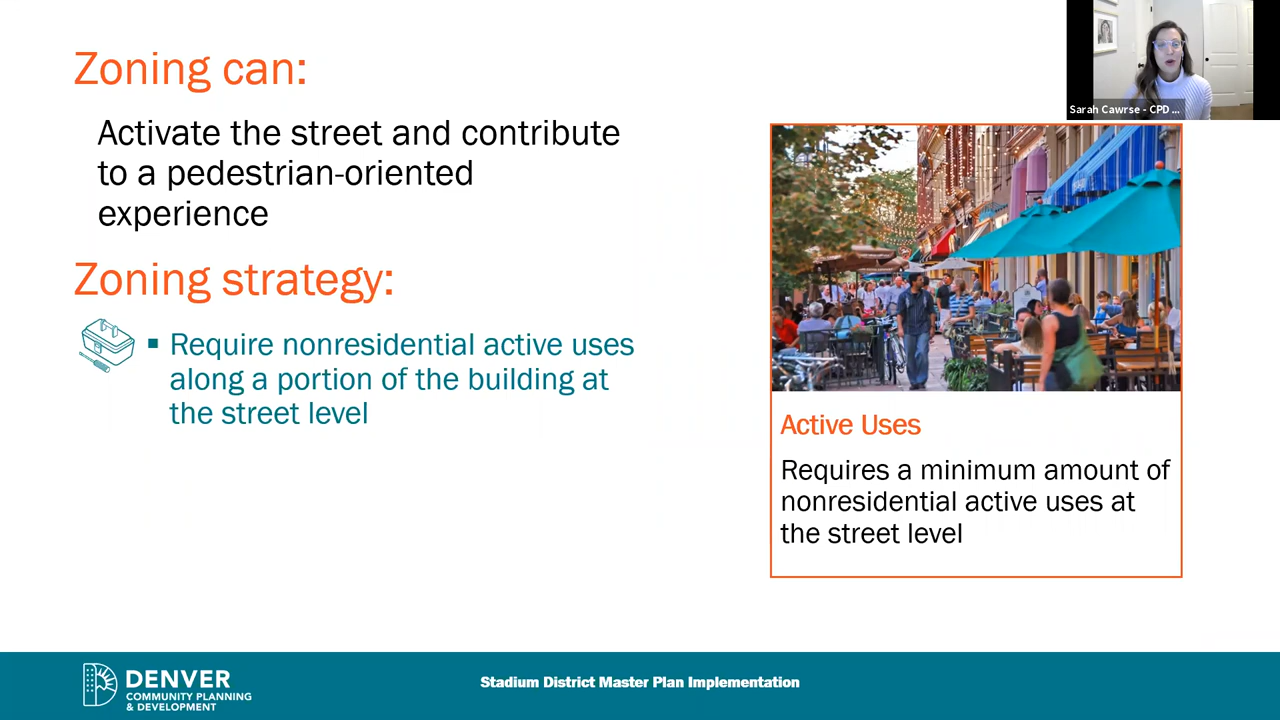 Zoning can:
Activate the street and contribute
to a pedestrian-oriented
experience
Zoning strategy:
▪ Require nonresidential active uses
along a portion of the building at
the street level
Sarah Cawrse - CPD ...
Active Uses
Requires a minimum amount of
nonresidential active uses at
the street level
DENVER
COMMUNITY PLANNING
& DEVELOPMENT
Stadium District Master Plan Implementation